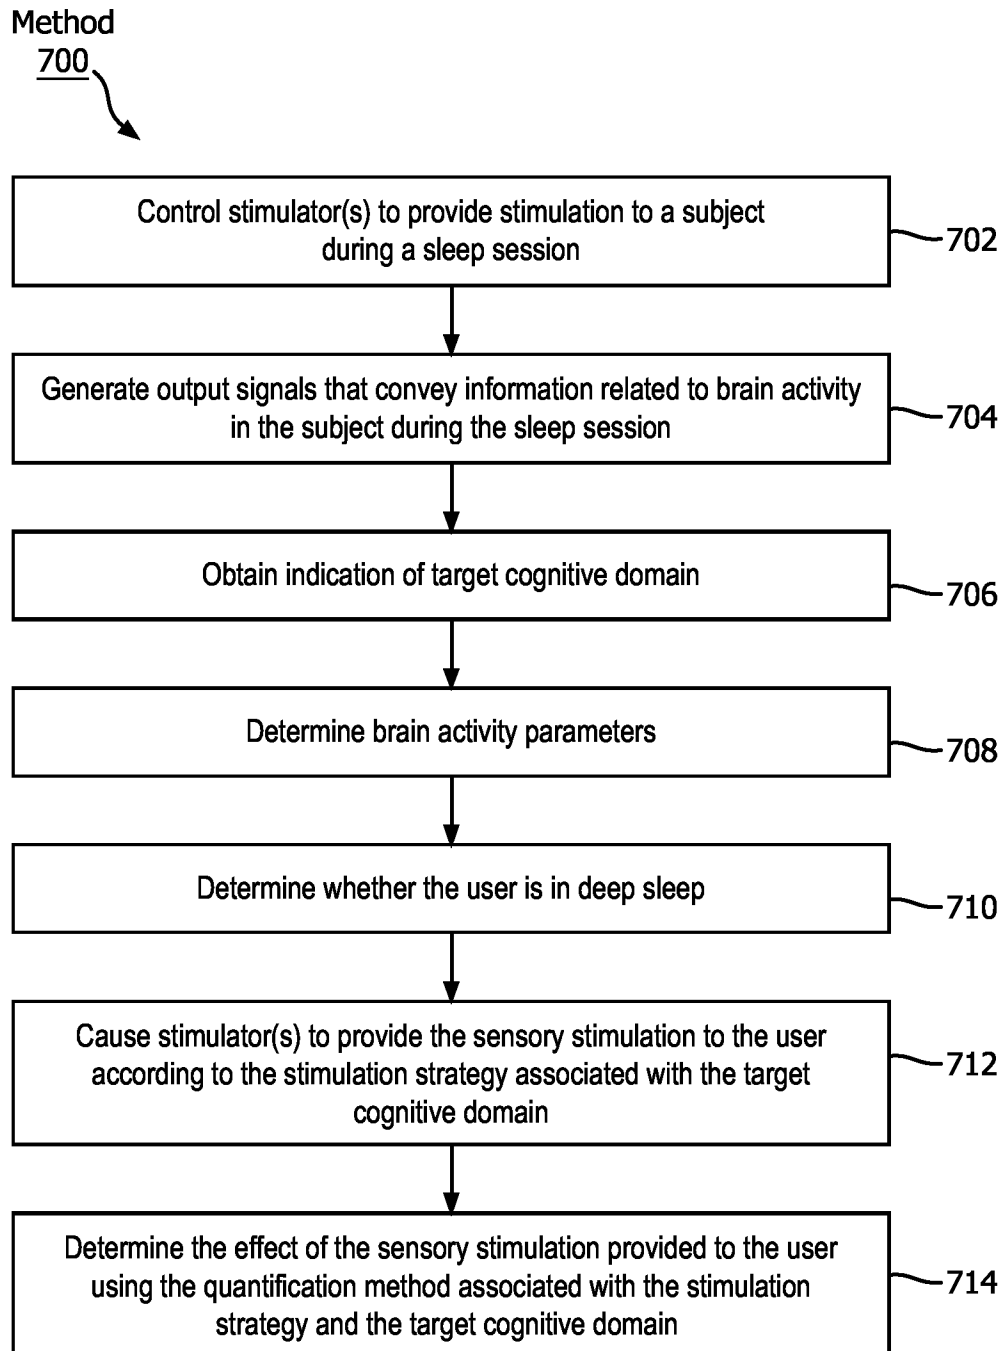 Method
700
Control stimulator(s) to provide stimulation to a subject
during a sleep session
702
Generate output signals that convey information related to brain activity
in the subject during the sleep session
704
Obtain indication of target cognitive domain
706
Determine brain activity parameters
708
Determine whether the user is in deep sleep
710
Cause stimulator(s) to provide the sensory stimulation to the user
according to the stimulation strategy associated with the target
cognitive domain
712
Determine the effect of the sensory stimulation provided to the user
using the quantification method associated with the stimulation
strategy and the target cognitive domain
714